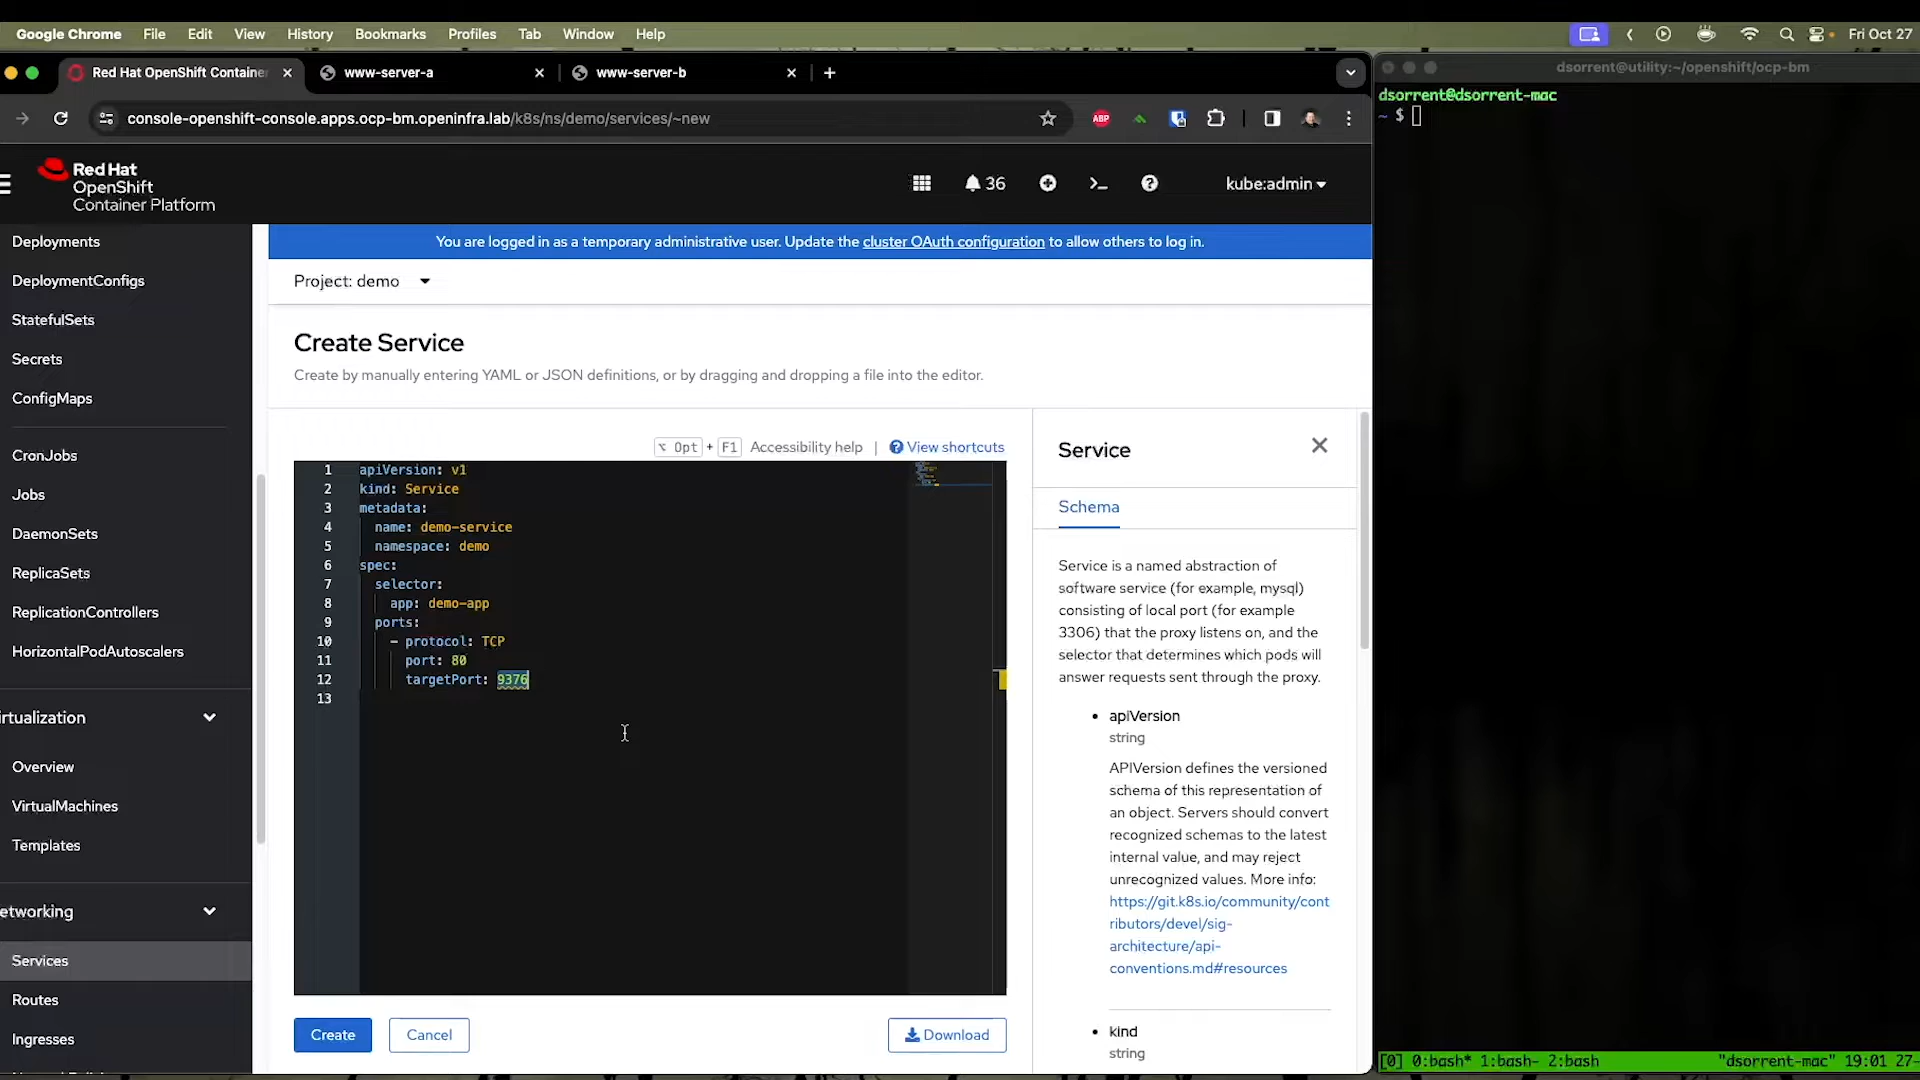 Google Chrome File Edit View History Bookmarks Profiles Tab Window Help Fri Oct 27
Red Hat OpenShift Container www-server-a www-server-b
dsorrent@utility:~/openshift/ocp-bm
console-openshift-console.apps.ocp-bm.openinfra.lab/k8s/ns/demo/services/~new
ABP
dsorrent@dsorrent-mac
~ $
Red Hat
OpenShift
Container Platform
36
kube:admin
Deployments
DeploymentConfigs
StatefulSets
Secrets
ConfigMaps
CronJobs
Jobs
DaemonSets
ReplicaSets
ReplicationControllers
HorizontalPodAutoscalers
irtualization
Overview
VirtualMachines
Templates
etworking
Services
Routes
Ingresses
You are logged in as a temporary administrative user. Update the cluster OAuth configuration to allow others to log in.
Project: demo
Create Service
Create by manually entering YAML or JSON definitions, or by dragging and dropping a file into the editor.
⌥ Opt + F1 Accessibility help | View shortcuts
1 apiVersion: v1
2 kind: Service
3 metadata:
4 name: demo-service
5 namespace: demo
6 spec:
7 selector:
8 app: demo-app
9 ports:
10 - protocol: TCP
11 port: 80
12 targetPort: 9376
13
Create Cancel Download
Service
Schema
Service is a named abstraction of
software service (for example, mysql)
consisting of local port (for example
3306) that the proxy listens on, and the
selector that determines which pods will
answer requests sent through the proxy.
• apiVersion
string
APIVersion defines the versioned
schema of this representation of
an object. Servers should convert
recognized schemas to the latest
internal value, and may reject
unrecognized values. More info:
https://git.k8s.io/community/cont
ributors/devel/sig-
architecture/api-
conventions.md#resources
• kind
string
[0] 0:bash* 1:bash- 2:bash "dsorrent-mac" 19:01 27-